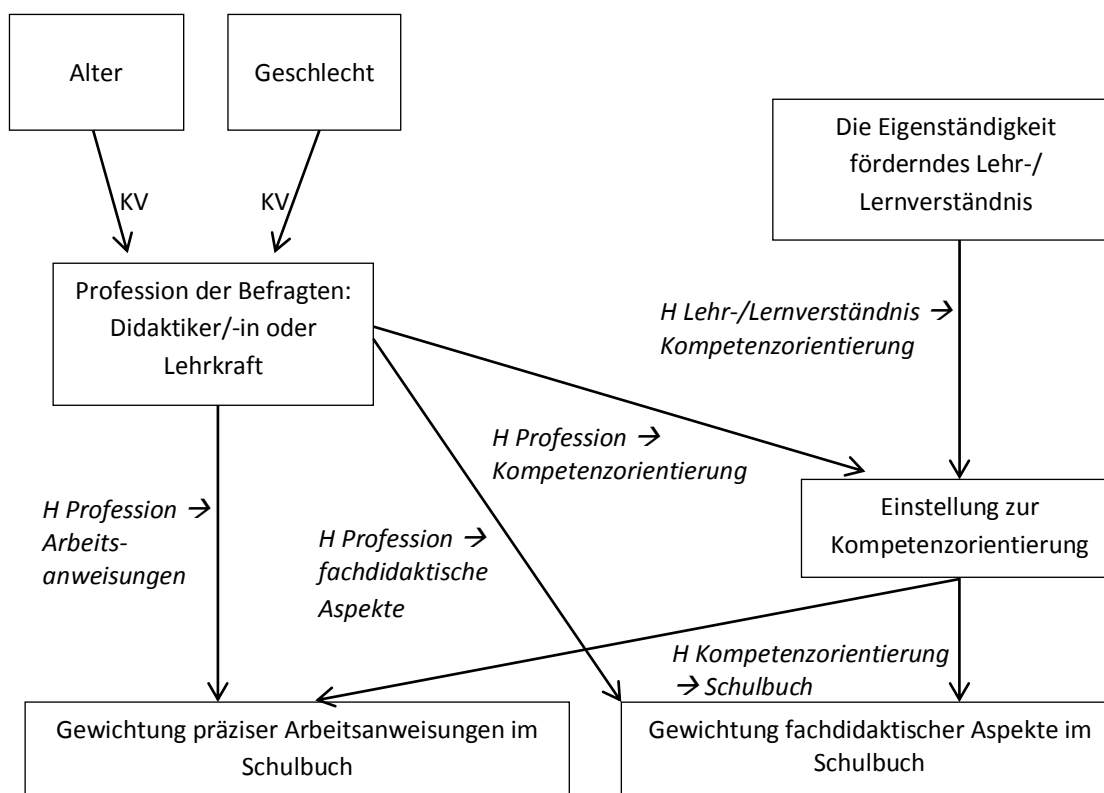 Alter
Geschlecht
Die Eigenständigkeit
förderndes Lehr-/
Lernverständnis
KV
KV
Profession der Befragten:
Didaktiker/-in oder
Lehrkraft
H Lehr-/Lernverständnis →
Kompetenzorientierung
H Profession →
Kompetenzorientierung
H Profession →
Arbeits-
anweisungen
H Profession →
fachdidaktische
Aspekte
Einstellung zur
Kompetenzorientierung
H Kompetenzorientierung
→ Schulbuch
Gewichtung präziser Arbeitsanweisungen im
Schulbuch
Gewichtung fachdidaktischer Aspekte im
Schulbuch